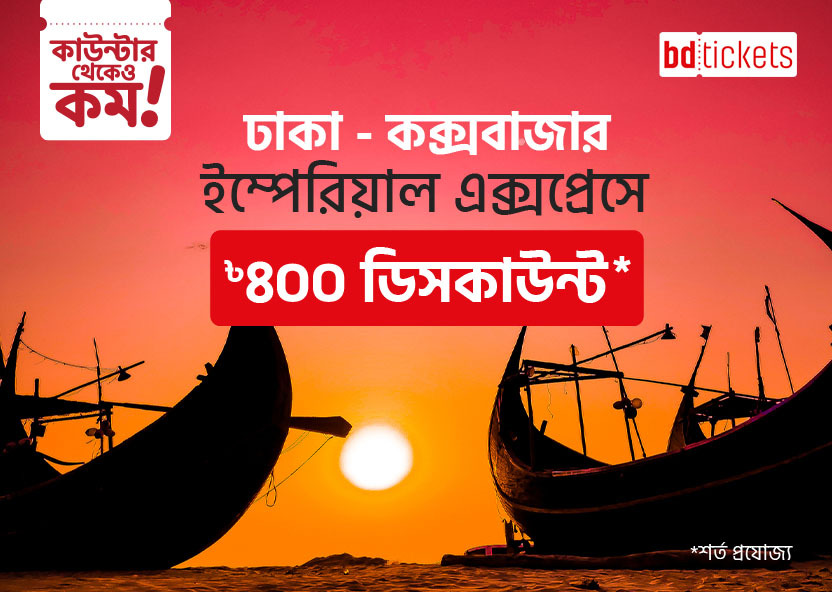 কাউন্টার
থেকেও
কম!
bdtickets
ঢাকা - কক্সবাজার
ইম্পেরিয়াল এক্সপ্রেসে
৳৪০০ ডিসকাউন্ট*
*শর্ত প্রযোজ্য